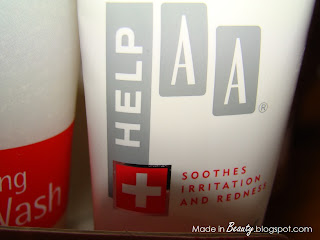 HELP
A A ®
SOOTHES
IRRITATION
AND REDNESS
ng
Wash
Made in Beauty.blogspot.com